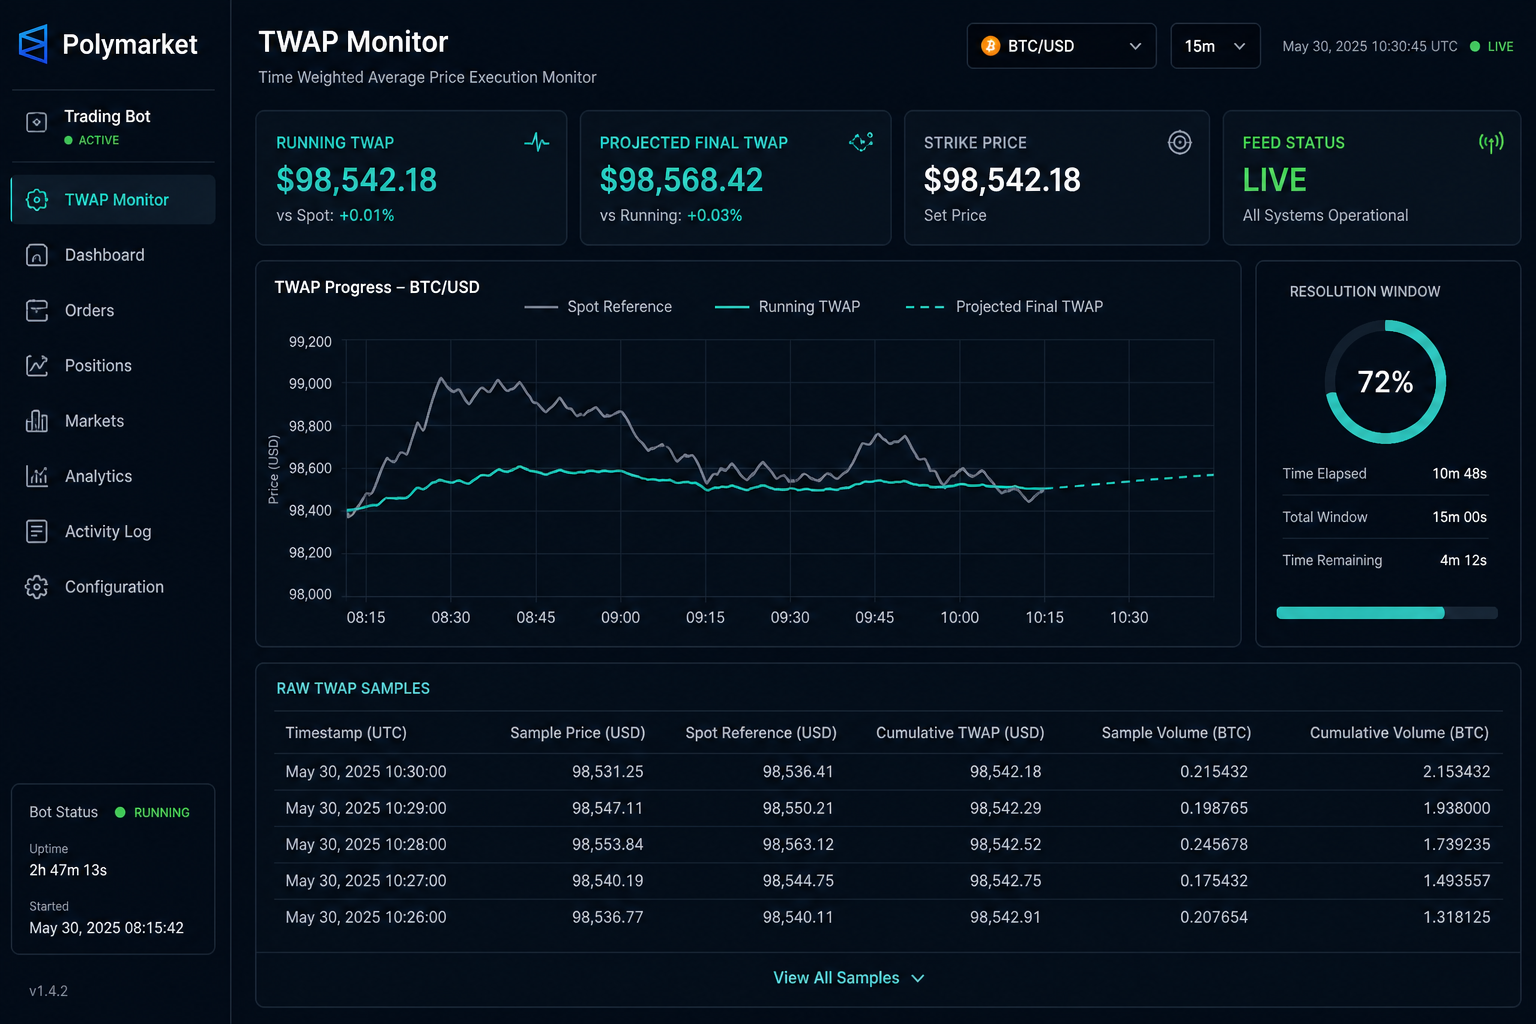 Polymarket
Trading Bot
ACTIVE
TWAP Monitor
Dashboard
Orders
Positions
Markets
Analytics
Activity Log
Configuration
Bot Status RUNNING
Uptime
2h 47m 13s
Started
May 30, 2025 08:15:42
v1.4.2
TWAP Monitor
Time Weighted Average Price Execution Monitor
BTC/USD
15m
May 30, 2025 10:30:45 UTC LIVE
RUNNING TWAP
$98,542.18
vs Spot: +0.01%
PROJECTED FINAL TWAP
$98,568.42
vs Running: +0.03%
STRIKE PRICE
$98,542.18
Set Price
FEED STATUS
LIVE
All Systems Operational
TWAP Progress – BTC/USD
Spot Reference Running TWAP Projected Final TWAP
Price (USD)
99,200
99,000
98,800
98,600
98,400
98,200
98,000
08:15 08:30 08:45 09:00 09:15 09:30 09:45 10:00 10:15 10:30
RESOLUTION WINDOW
72%
Time Elapsed 10m 48s
Total Window 15m 00s
Time Remaining 4m 12s
RAW TWAP SAMPLES
Timestamp (UTC) Sample Price (USD) Spot Reference (USD) Cumulative TWAP (USD) Sample Volume (BTC) Cumulative Volume (BTC)
May 30, 2025 10:30:00 98,531.25 98,536.41 98,542.18 0.215432 2.153432
May 30, 2025 10:29:00 98,547.11 98,550.21 98,542.29 0.198765 1.938000
May 30, 2025 10:28:00 98,553.84 98,563.12 98,542.52 0.245678 1.739235
May 30, 2025 10:27:00 98,540.19 98,544.75 98,542.75 0.175432 1.493557
May 30, 2025 10:26:00 98,536.77 98,540.11 98,542.91 0.207654 1.318125
View All Samples